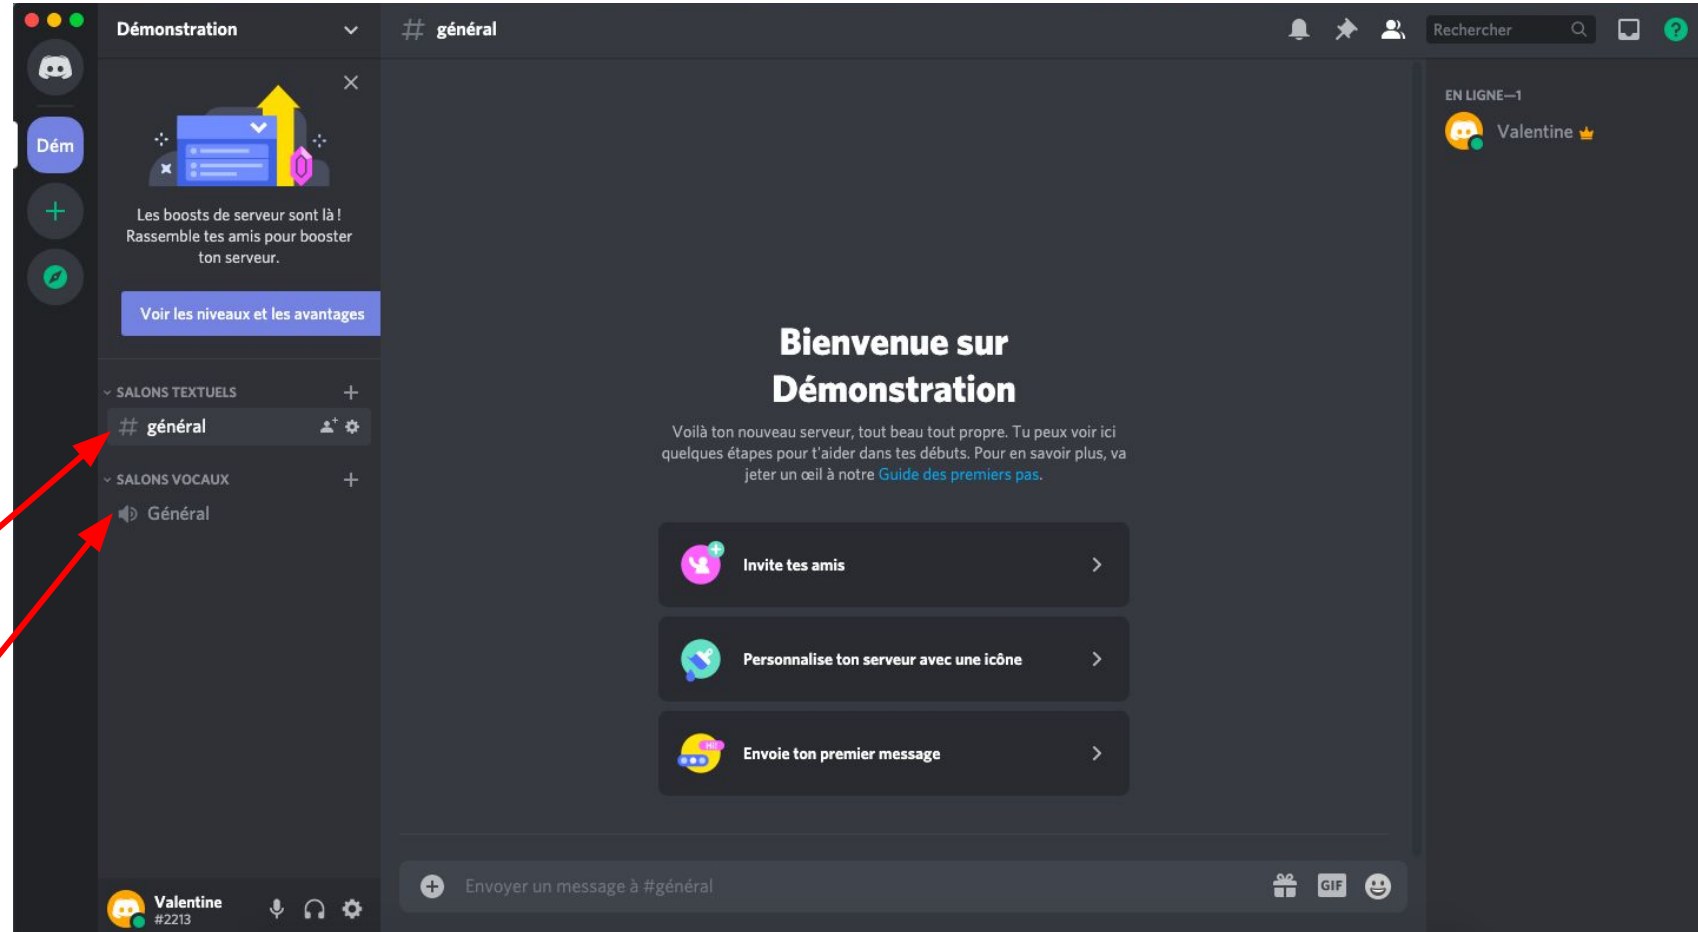 Démonstration
# général
Rechercher
?
Dém
Les boosts de serveur sont là !
Rassemble tes amis pour booster
ton serveur.
Voir les niveaux et les avantages
SALONS TEXTUELS
# général
SALONS VOCAUX
Général
Valentine
#2213
Bienvenue sur
Démonstration
Voilà ton nouveau serveur, tout beau tout propre. Tu peux voir ici
quelques étapes pour t'aider dans tes débuts. Pour en savoir plus, va
jeter un œil à notre Guide des premiers pas.
Invite tes amis
Personnalise ton serveur avec une icône
Envoie ton premier message
Envoyer un message à #général
GIF
EN LIGNE—1
Valentine